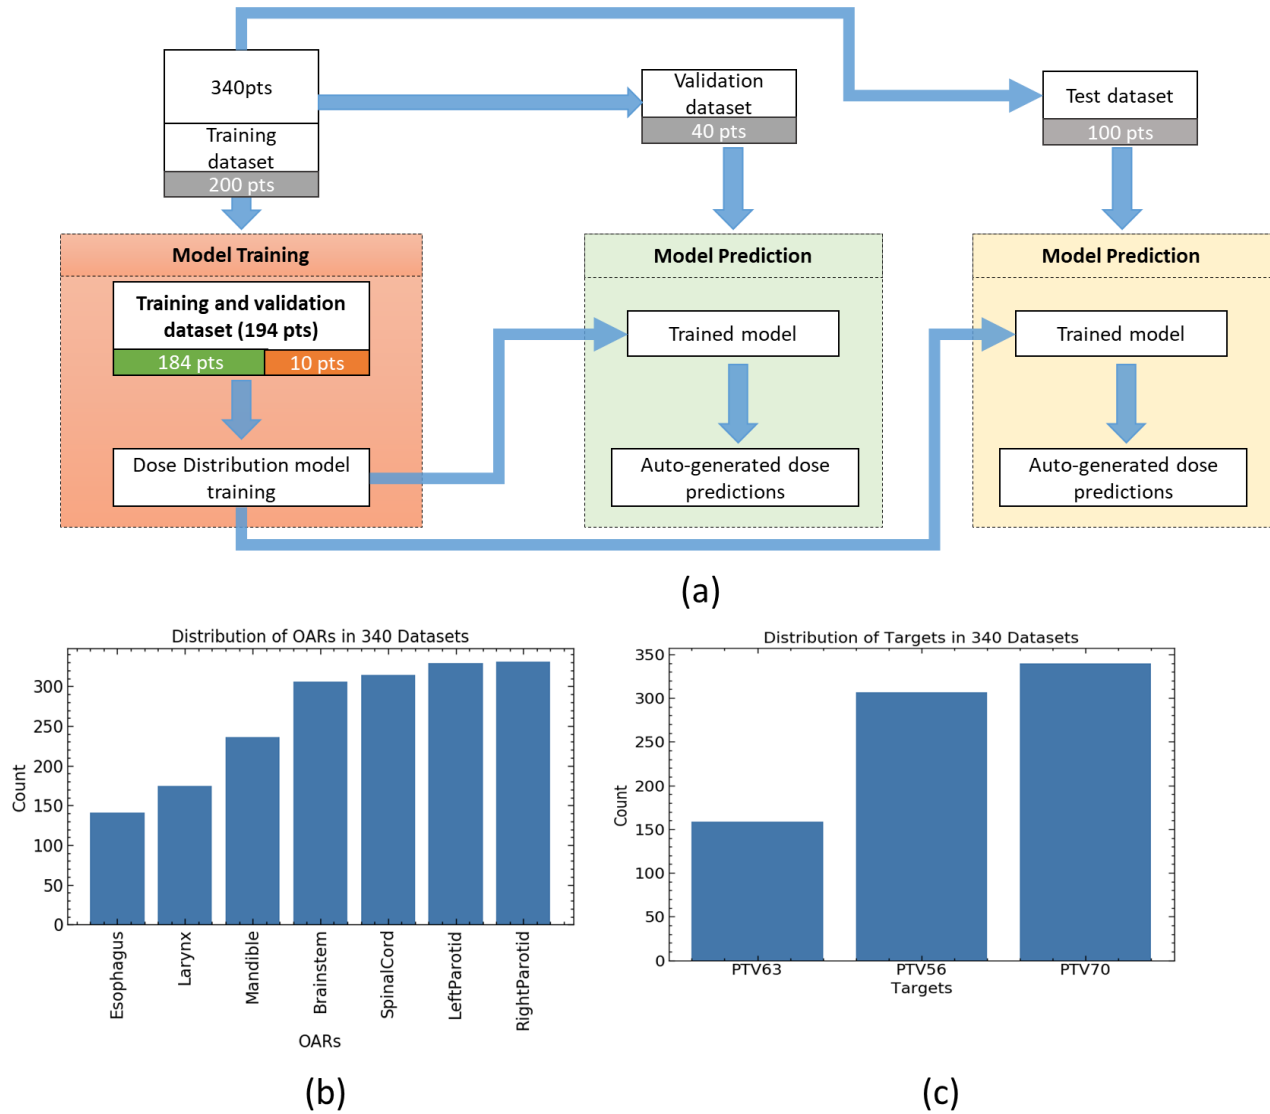 340pts
Training
dataset
200 pts
Validation
dataset
40 pts
Test dataset
100 pts
Model Training
Training and validation
dataset (194 pts)
184 pts
10 pts
Dose Distribution model
training
Model Prediction
Trained model
Auto-generated dose
predictions
Model Prediction
Trained model
Auto-generated dose
predictions
(a)
Distribution of OARs in 340 Datasets
Count
300
250
200
150
100
50
0
Esophagus
Larynx
Mandible
Brainstem
SpinalCord
LeftParotid
RightParotid
OARs
(b)
Distribution of Targets in 340 Datasets
Count
350
300
250
200
150
100
50
0
PTV63
PTV56
PTV70
Targets
(c)